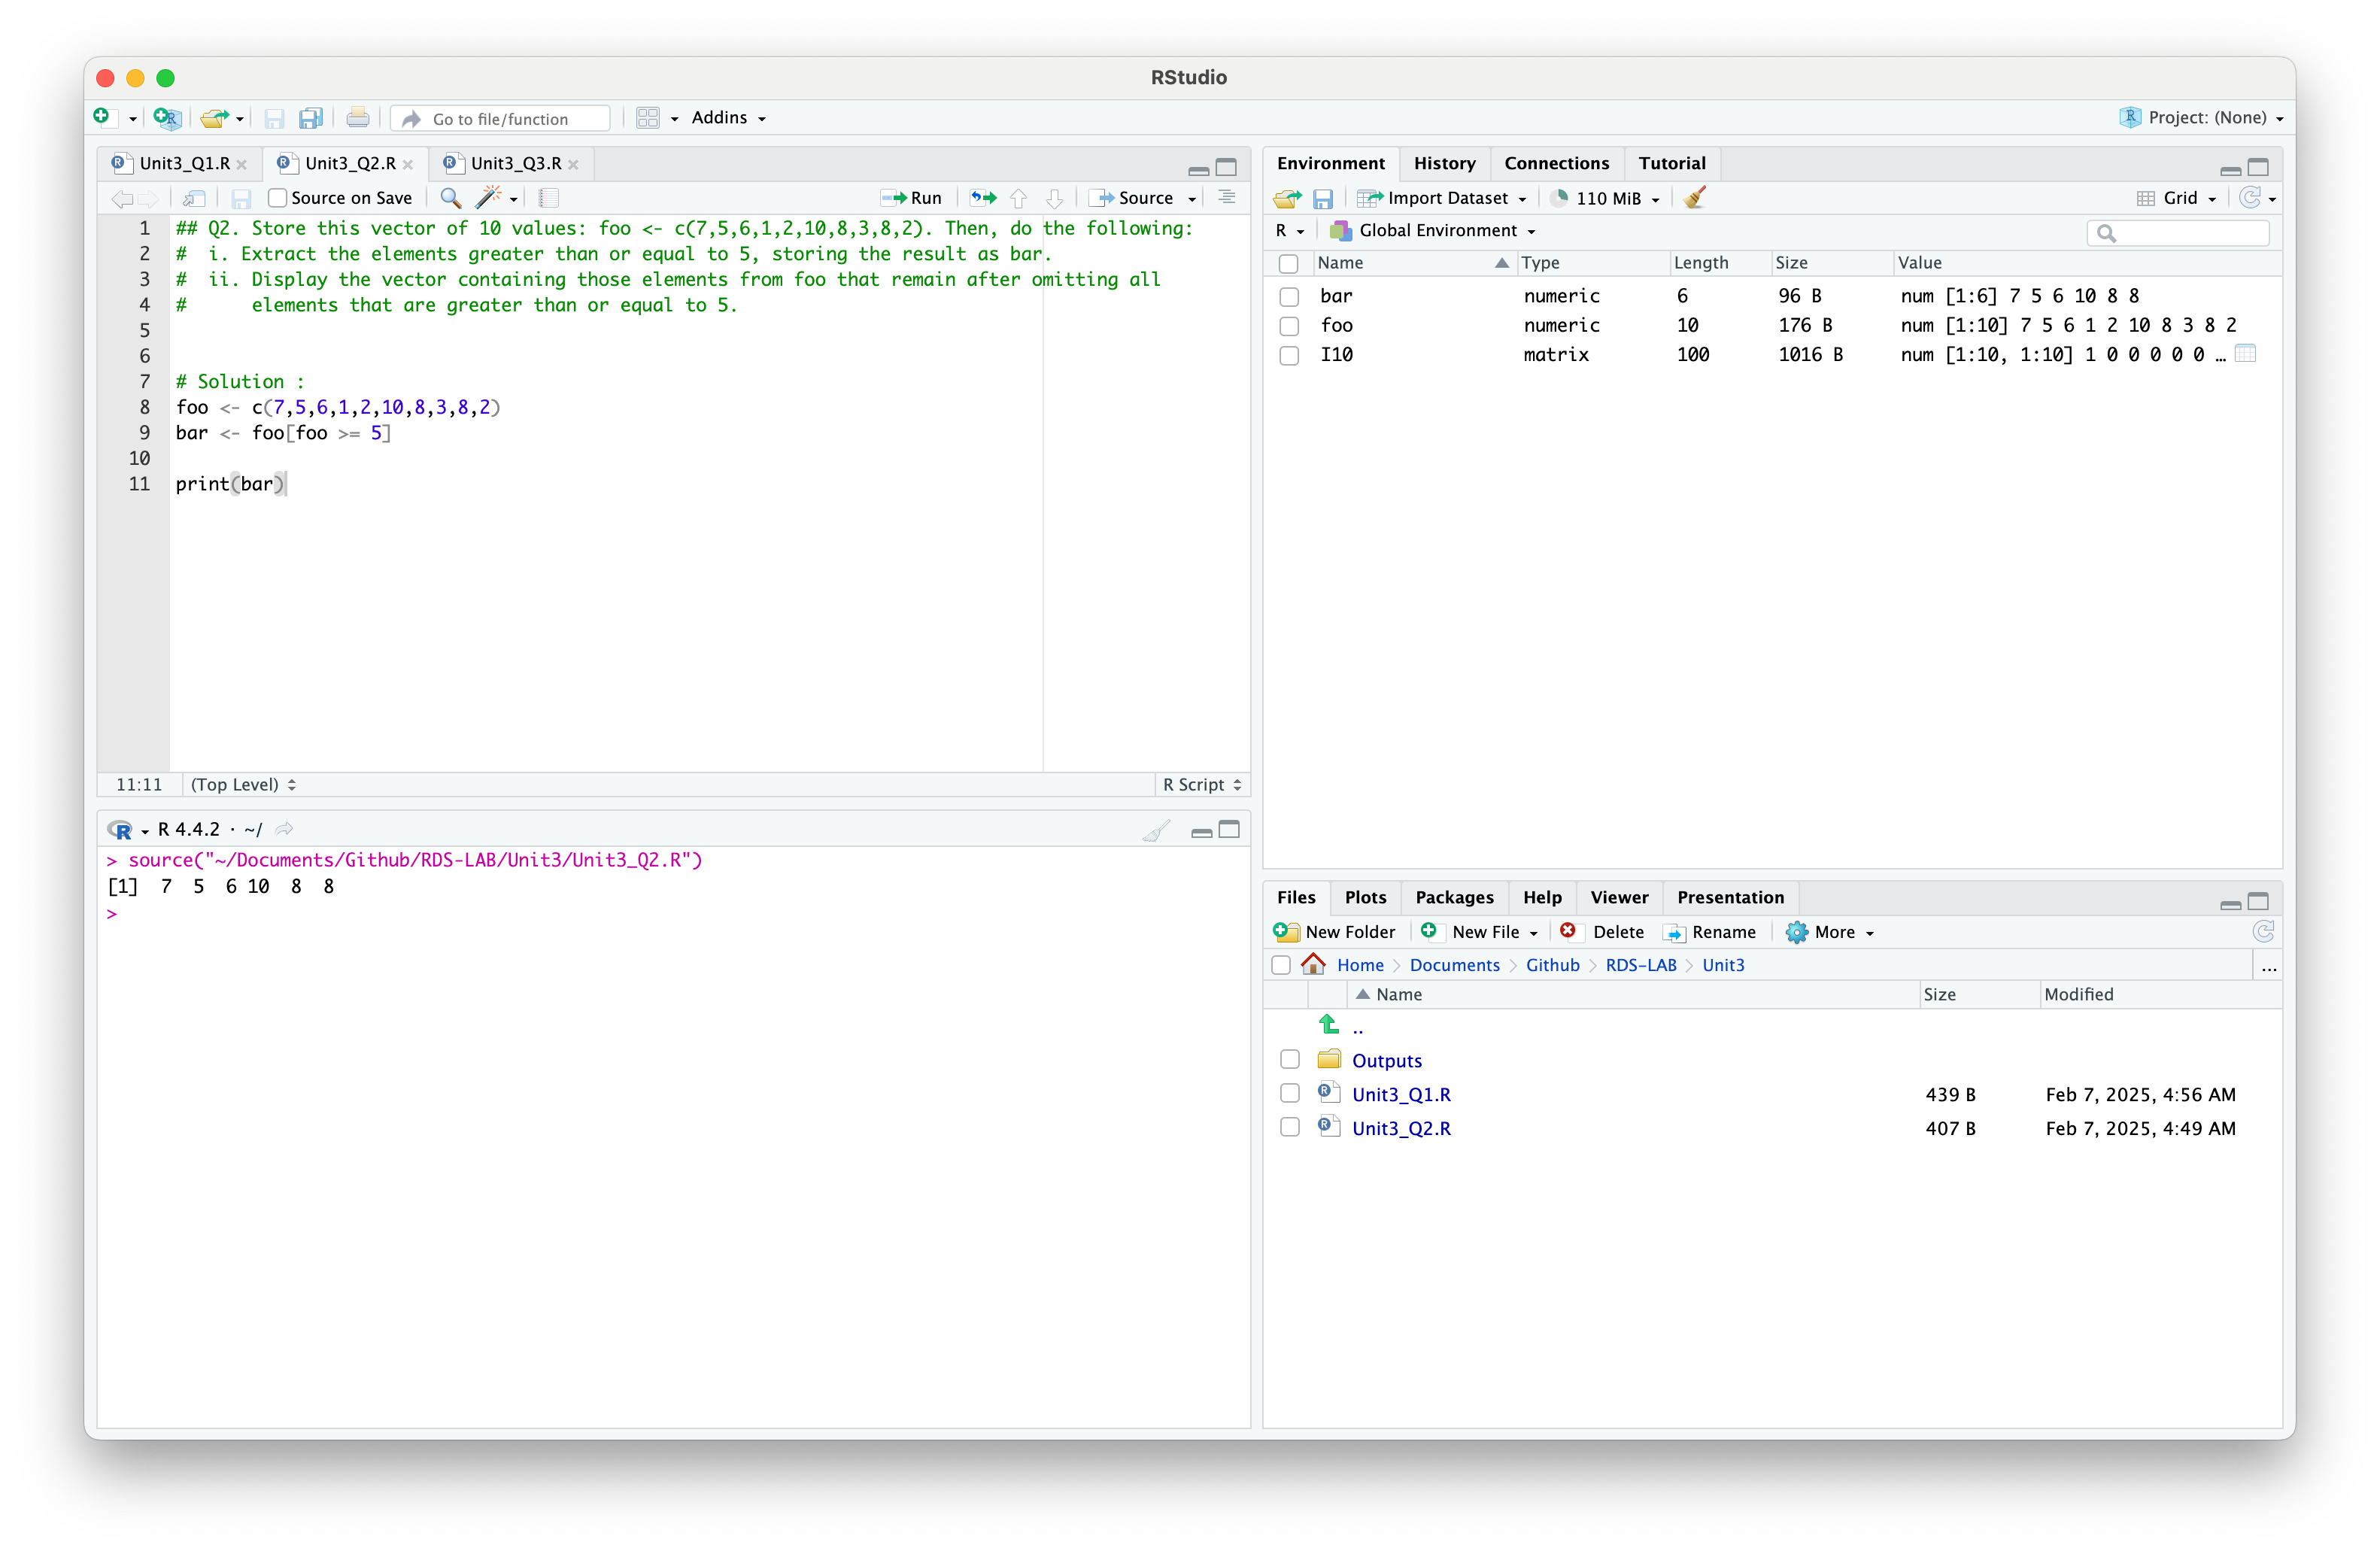 RStudio
Go to file/function
Addins
Project: (None)
Unit3_Q1.R
Unit3_Q2.R
Unit3_Q3.R
Source on Save
Run
Source
1 ## Q2. Store this vector of 10 values: foo <- c(7,5,6,1,2,10,8,3,8,2). Then, do the following:
2 #  i. Extract the elements greater than or equal to 5, storing the result as bar.
3 #  ii. Display the vector containing those elements from foo that remain after omitting all
4 #      elements that are greater than or equal to 5.
5
6
7 # Solution :
8 foo <- c(7,5,6,1,2,10,8,3,8,2)
9 bar <- foo[foo >= 5]
10
11 print(bar)
11:11 (Top Level) R Script
R R 4.4.2 · ~/
> source("~/Documents/Github/RDS-LAB/Unit3/Unit3_Q2.R")
[1]  7  5  6 10  8  8
>
Environment History Connections Tutorial
Import Dataset 110 MiB Grid
R Global Environment
Name Type Length Size Value
bar numeric 6 96 B num [1:6] 7 5 6 10 8 8
foo numeric 10 176 B num [1:10] 7 5 6 1 2 10 8 3 8 2
I10 matrix 100 1016 B num [1:10, 1:10] 1 0 0 0 0 0 …
Files Plots Packages Help Viewer Presentation
New Folder New File Delete Rename More
Home Documents Github RDS-LAB Unit3 ...
Name Size Modified
..
Outputs
Unit3_Q1.R 439 B Feb 7, 2025, 4:56 AM
Unit3_Q2.R 407 B Feb 7, 2025, 4:49 AM